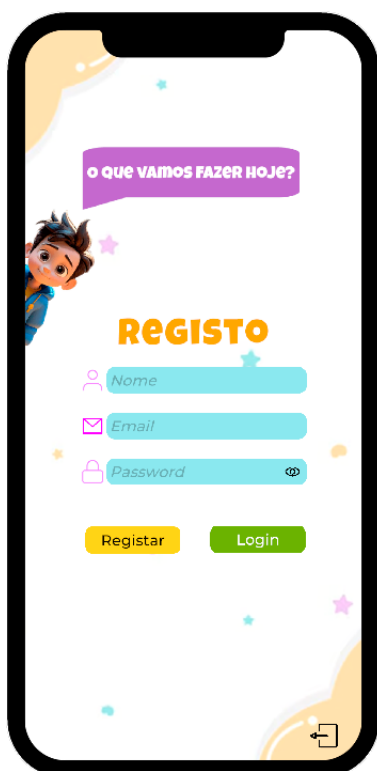 O QUE VAMOS FAZER HOJE?
REGISTO
Nome
Email
Password
Registar Login